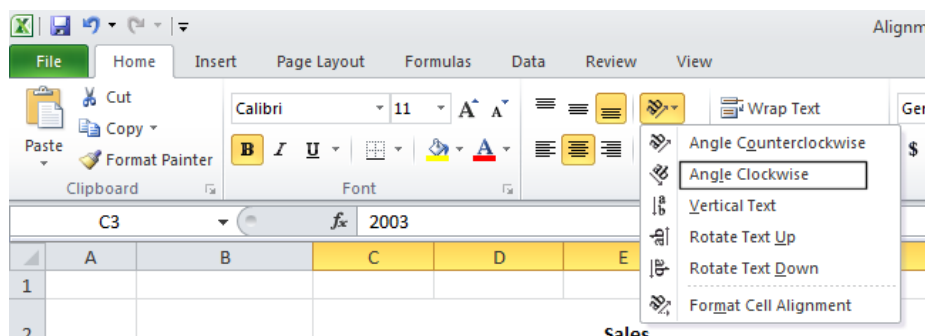 Alignm
File Home Insert Page Layout Formulas Data Review View
Cut
Copy
Paste
Format Painter
Clipboard
Calibri 11 A A
B I U A
Font
Wrap Text
Gen
$
Angle Counterclockwise
Angle Clockwise
Vertical Text
Rotate Text Up
Rotate Text Down
Format Cell Alignment
C3 fx 2003
A B C D E
1
2 Sales